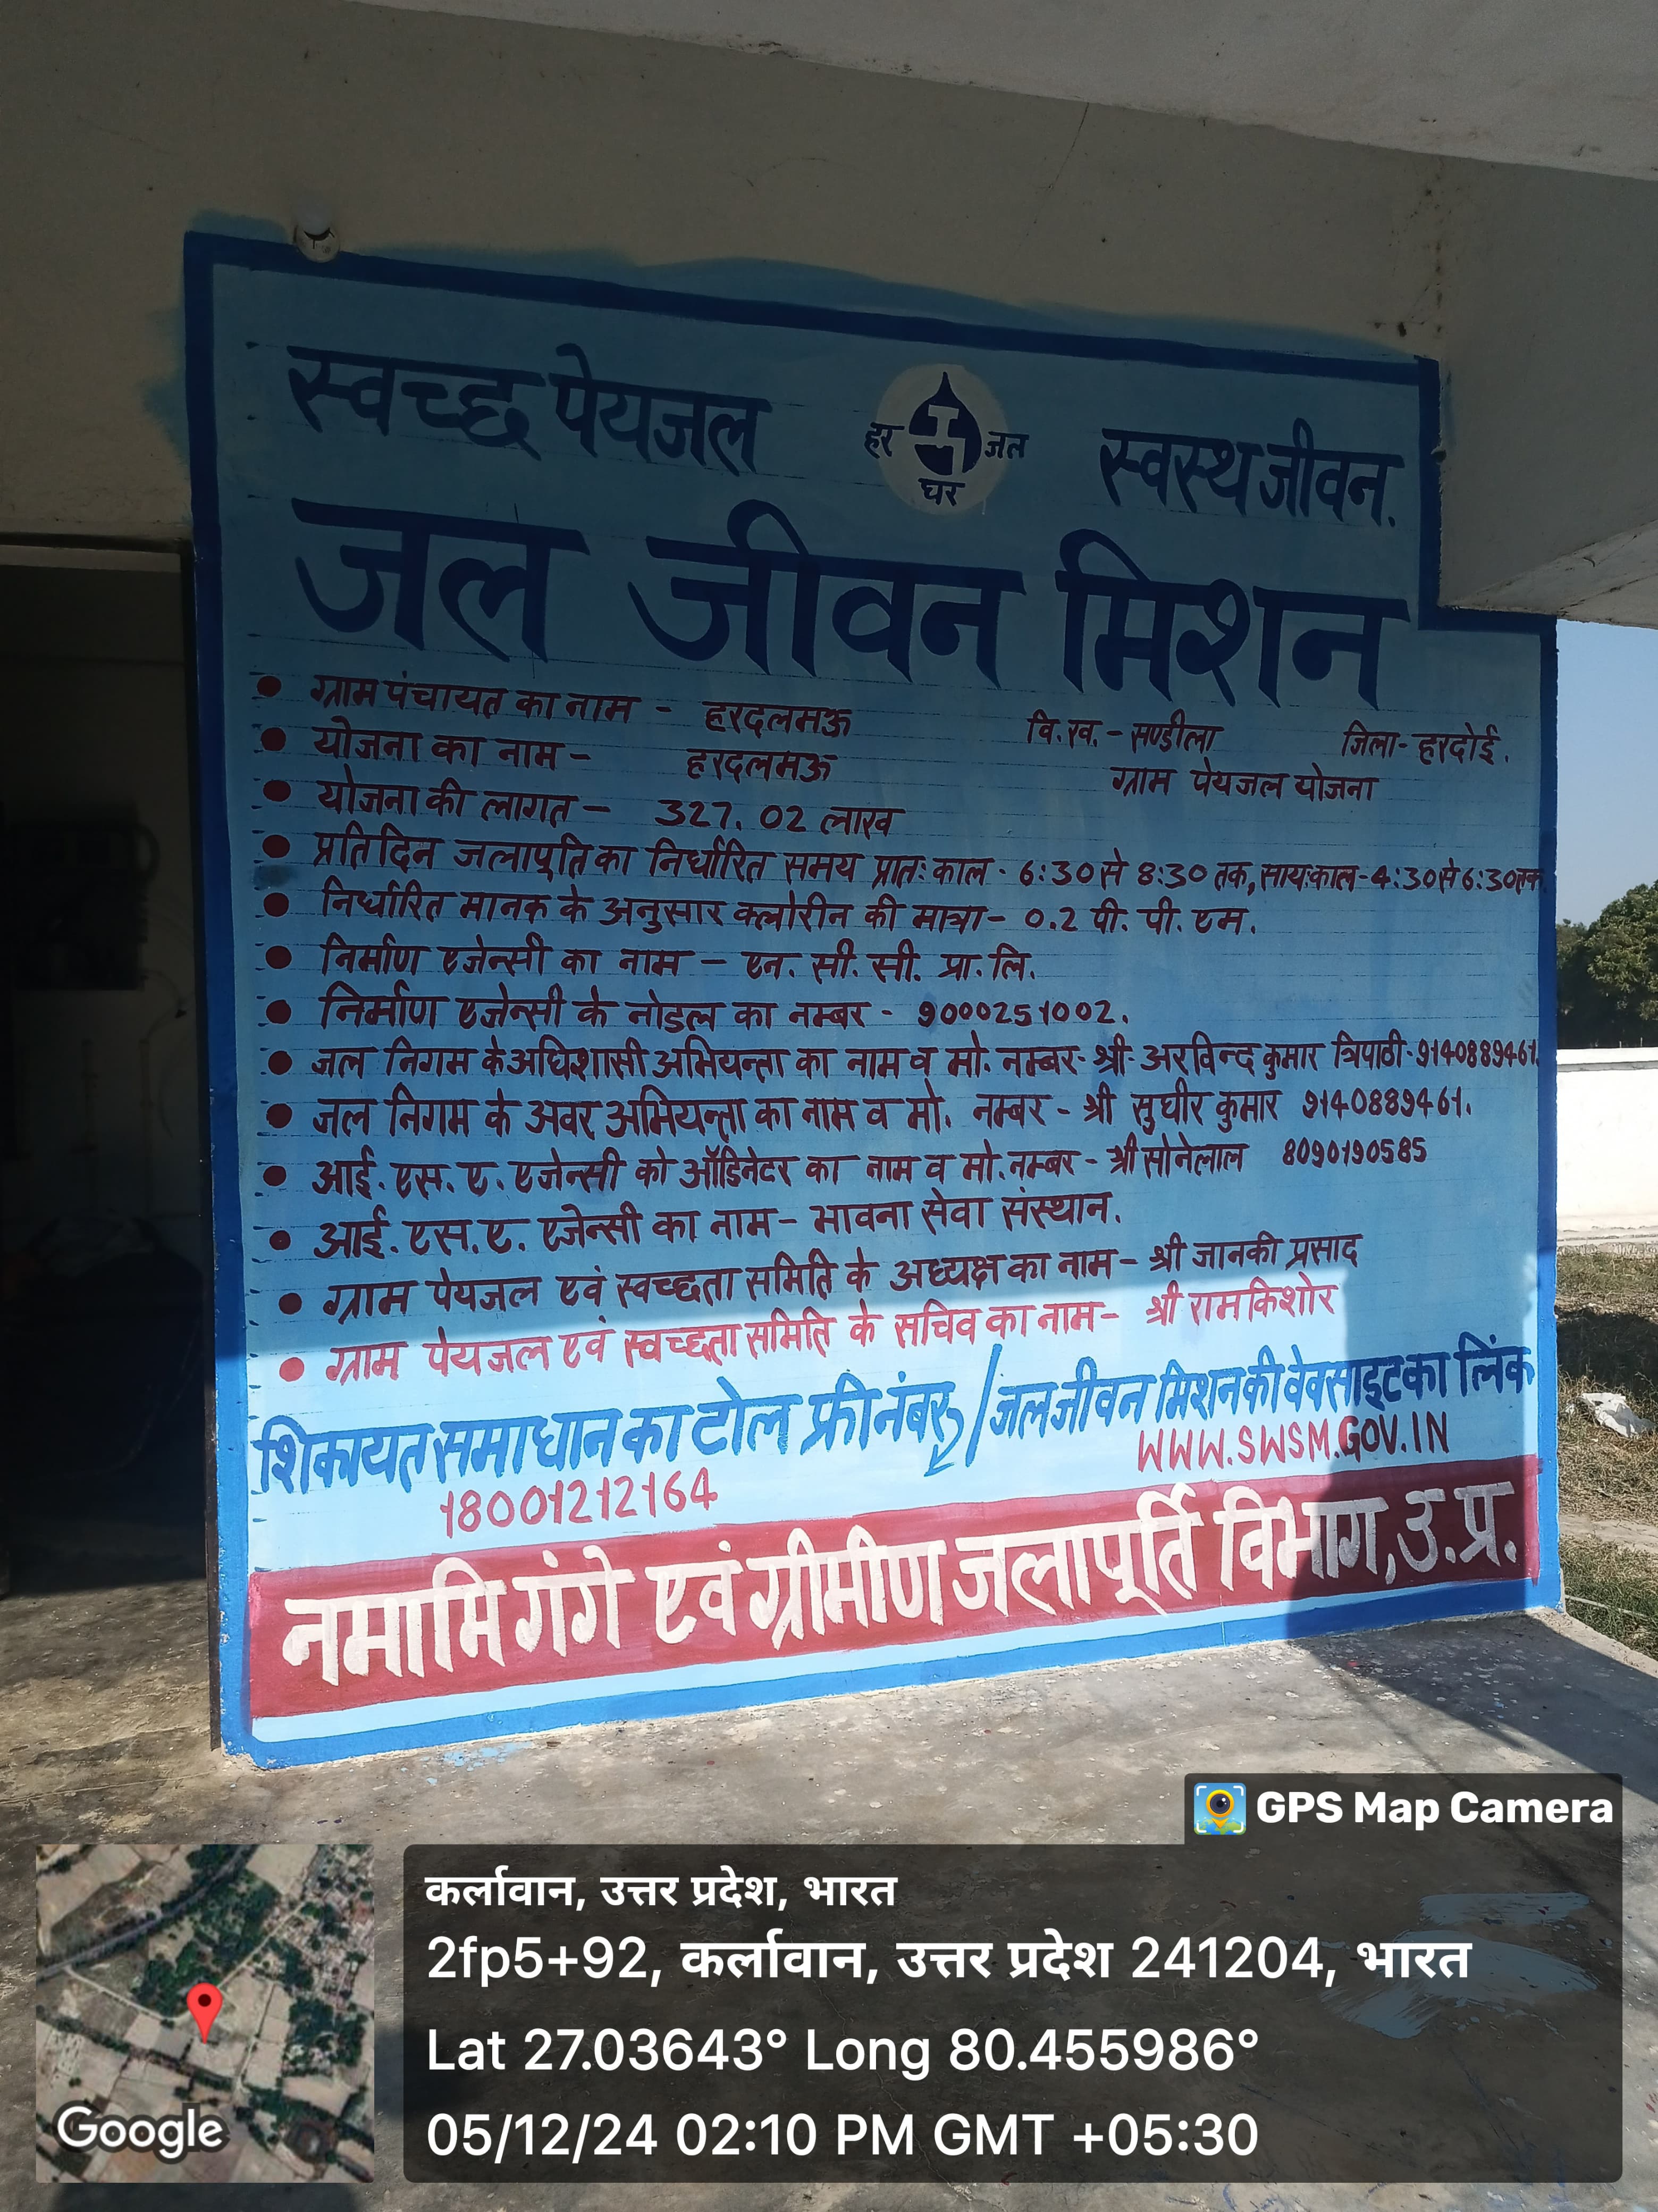 स्वच्छ पेयजल हर घर जल स्वस्थ जीवन.
जल जीवन मिशन
• ग्राम पंचायत का नाम - हरदलमऊ वि.ख.- सण्डीला जिला- हरदोई.
• योजना का नाम - हरदलमऊ ग्राम पेयजल योजना
• योजना की लागत - 327.02 लाख
• प्रतिदिन जलापूति का निर्धारित समय प्रातः काल - 6:30 से 8:30 तक, सायःकाल - 4:30 से 6:30 तक
• निर्धारित मानक के अनुसार क्लोरीन की मात्रा - 0.2 पी. पी. एम.
• निर्माण एजेन्सी का नाम - एन. सी. सी. प्रा. लि.
• निर्माण एजेन्सी के नोडल का नम्बर - 9000251002.
• जल निगम के अधिशासी अभियन्ता का नाम व मो. नम्बर - श्री - अरविन्द कुमार त्रिपाठी - 9140889461.
• जल निगम के अवर अभियन्ता का नाम व मो. नम्बर - श्री सुधीर कुमार 9140889461.
• आई. एस. ए. एजेन्सी को ऑडिनेटर का नाम व मो. नम्बर - श्री सोनेलाल 8090190585
• आई. एस. ए. एजेन्सी का नाम - भावना सेवा संस्थान.
• ग्राम पेयजल एवं स्वच्छता समिति के अध्यक्ष का नाम - श्री जानकी प्रसाद
• ग्राम पेयजल एवं स्वच्छता समिति के सचिव का नाम - श्री रामकिशोर
शिकायत समाधान का टोल फ्री नंबर / जल जीवन मिशन की वेबसाइट का लिंक
18001212164 WWW.SWSM.GOV.IN
नमामि गंगे एवं ग्रीमीण जलापूर्ति विभाग, उ.प्र.
GPS Map Camera
कर्लावान, उत्तर प्रदेश, भारत
2fp5+92, कर्लावान, उत्तर प्रदेश 241204, भारत
Lat 27.03643° Long 80.455986°
05/12/24 02:10 PM GMT +05:30
Google